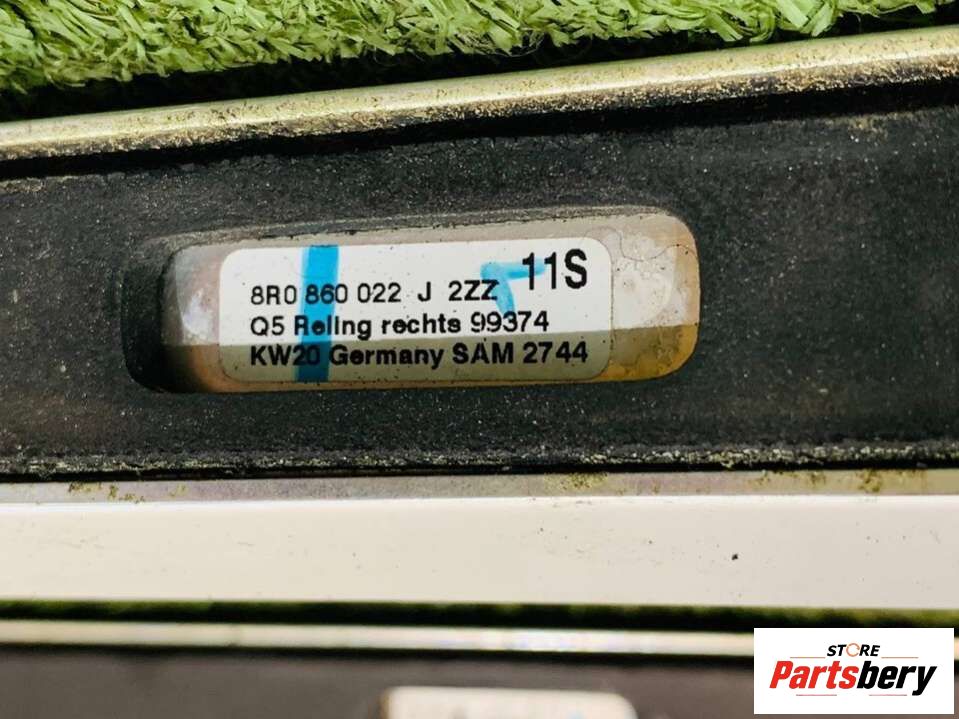 8R0 860 022 J 2ZZ 11S
Q5 Reling rechts 99374
KW20 Germany SAM 2744
STORE
Partsbery